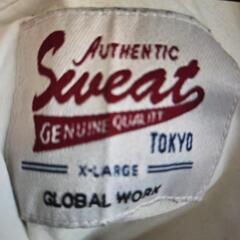 AUTHENTIC
Sweat
GENUINE QUALITY
TOKYO
X-LARGE
GLOBAL WORK